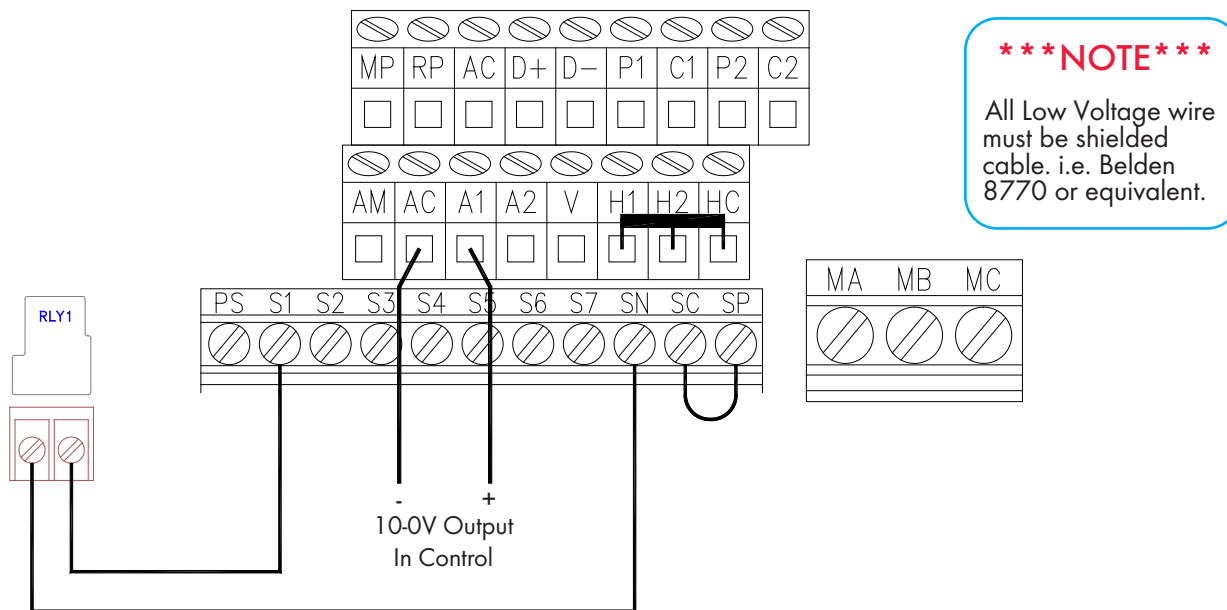 MP RP AC D+ D- P1 C1 P2 C2
***NOTE***
All Low Voltage wire
must be shielded
cable. i.e. Belden
8770 or equivalent.
AM AC A1 A2 V H1 H2 HC
PS S1 S2 S3 S4 S5 S6 S7 SN SC SP
MA MB MC
RLY1
- +
10-0V Output
In Control